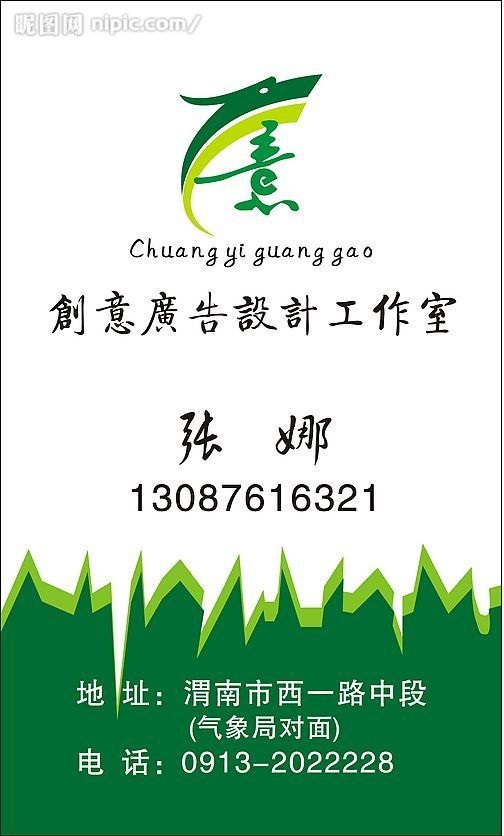 昵图网 nipic.com
意
Chuang yi guang gao
創意廣告設計工作室
张 娜
13087616321
地 址：渭南市西一路中段
(气象局对面)
电 话：0913-2022228